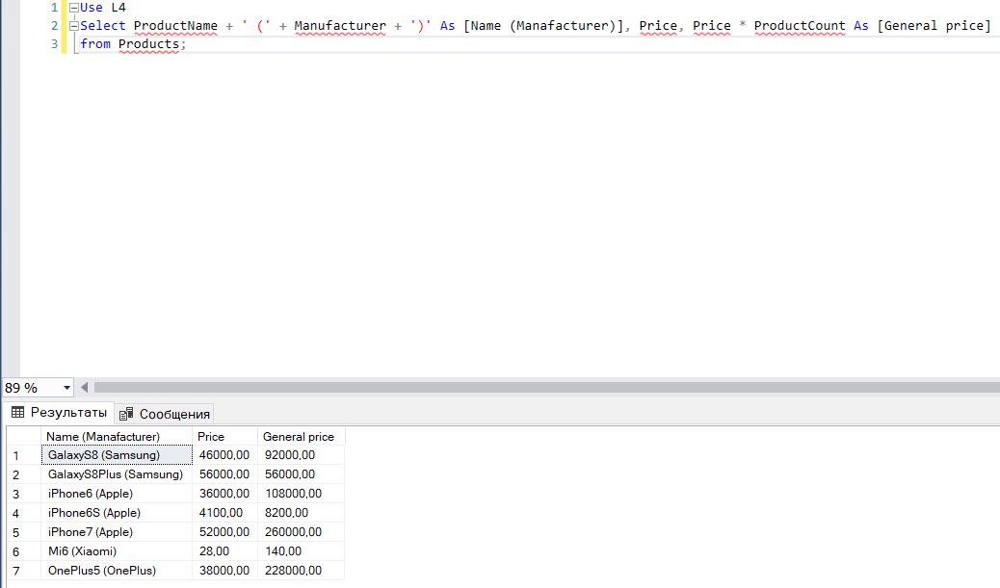 1 Use L4
2 Select ProductName + ' (' + Manufacturer + ')' As [Name (Manafacturer)], Price, Price * ProductCount As [General price]
3 from Products;
89 %
Результаты Сообщения
Name (Manafacturer) Price General price
1 GalaxyS8 (Samsung) 46000,00 92000,00
2 GalaxyS8Plus (Samsung) 56000,00 56000,00
3 iPhone6 (Apple) 36000,00 108000,00
4 iPhone6S (Apple) 4100,00 8200,00
5 iPhone7 (Apple) 52000,00 260000,00
6 Mi6 (Xiaomi) 28,00 140,00
7 OnePlus5 (OnePlus) 38000,00 228000,00